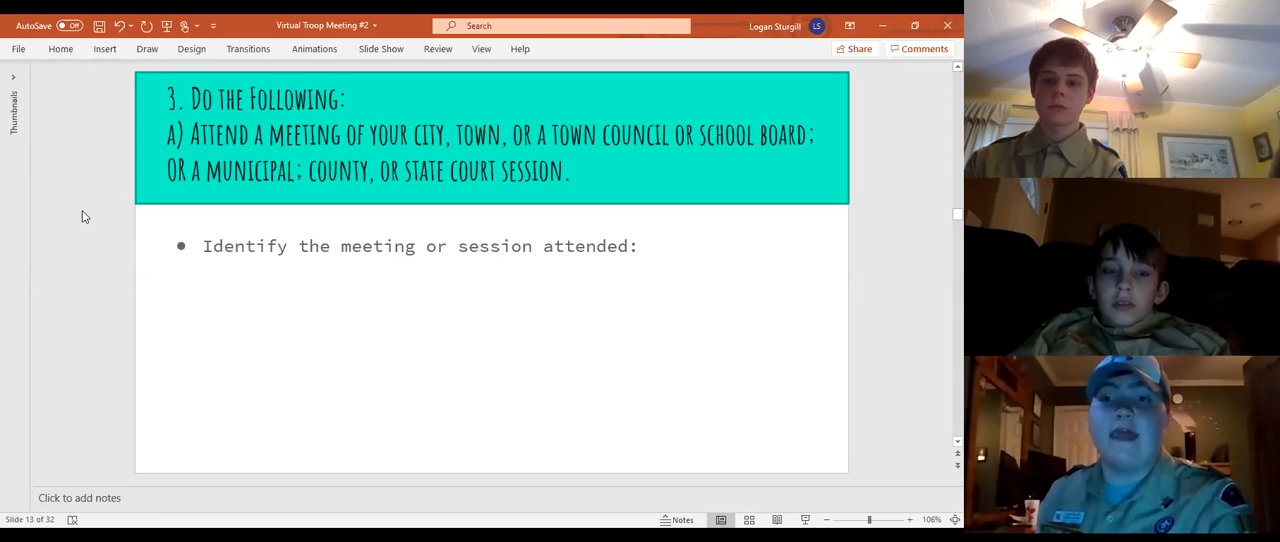 AutoSave Off Virtual Troop Meeting #2 Search Logan Sturgill LS
File Home Insert Draw Design Transitions Animations Slide Show Review View Help Share Comments
Thumbnails
3. Do the Following:
A) Attend a meeting of your city, town, or a town council or school board;
OR a municipal; county, or state court session.
• Identify the meeting or session attended:
Click to add notes
Slide 13 of 32 Notes 106%